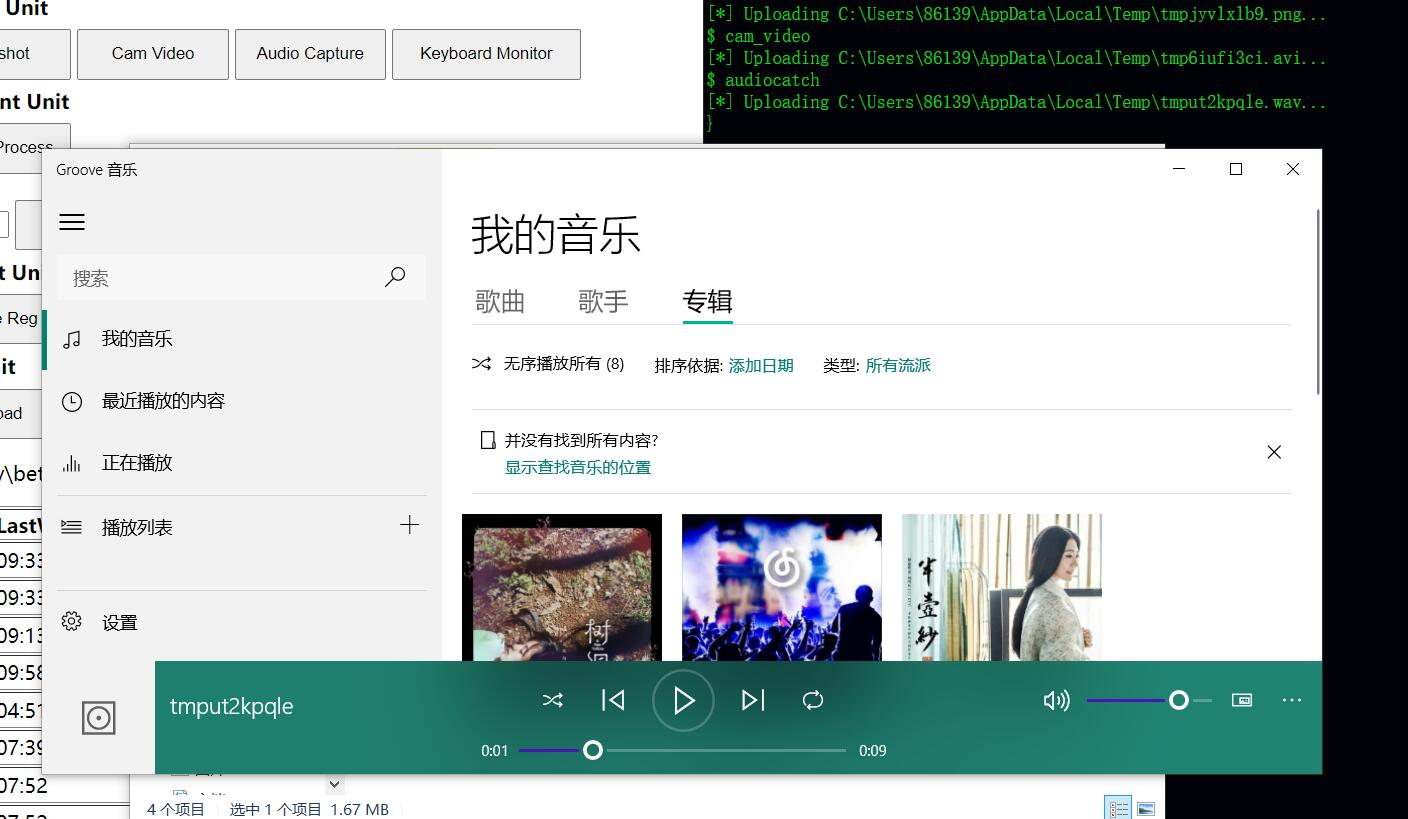 Unit
shot
Cam Video
Audio Capture
Keyboard Monitor
nt Unit
Process
t Un
e Reg
it
oad
y\bet
LastW
09:33
09:33
09:13
09:58
04:51
07:39
07:52
[*] Uploading C:\Users\86139\AppData\Local\Temp\tmpjyvlxlb9.png...
$ cam_video
[*] Uploading C:\Users\86139\AppData\Local\Temp\tmp6iufi3ci.avi...
$ audiocatch
[*] Uploading C:\Users\86139\AppData\Local\Temp\tmput2kpqle.wav...
}
Groove 音乐
搜索
我的音乐
最近播放的内容
正在播放
播放列表
设置
我的音乐
歌曲 歌手 专辑
无序播放所有 (8) 排序依据: 添加日期 类型: 所有流派
并没有找到所有内容?
显示查找音乐的位置
树
半壹纱
tmput2kpqle
0:01
0:09
4 个项目 选中 1 个项目 1.67 MB